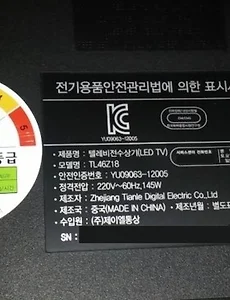 전기용품안전관리법에 의한 표시사
YU09063-12005
• 제품명 : 텔레비전수상기(LED TV)
• 모델명 : TL46Z18
• 안전인증번호 : YU09063-12005
• 정격전압 : 220V~60Hz,145W
• 제조자 : Zhejiang Tianle Digital Electric Co.,Ltd
• 제조국 : 중국(MADE IN CHINA)
• 제조년월 : 별도표
• 수입원 : (주)제이엘통상
SN :
등급